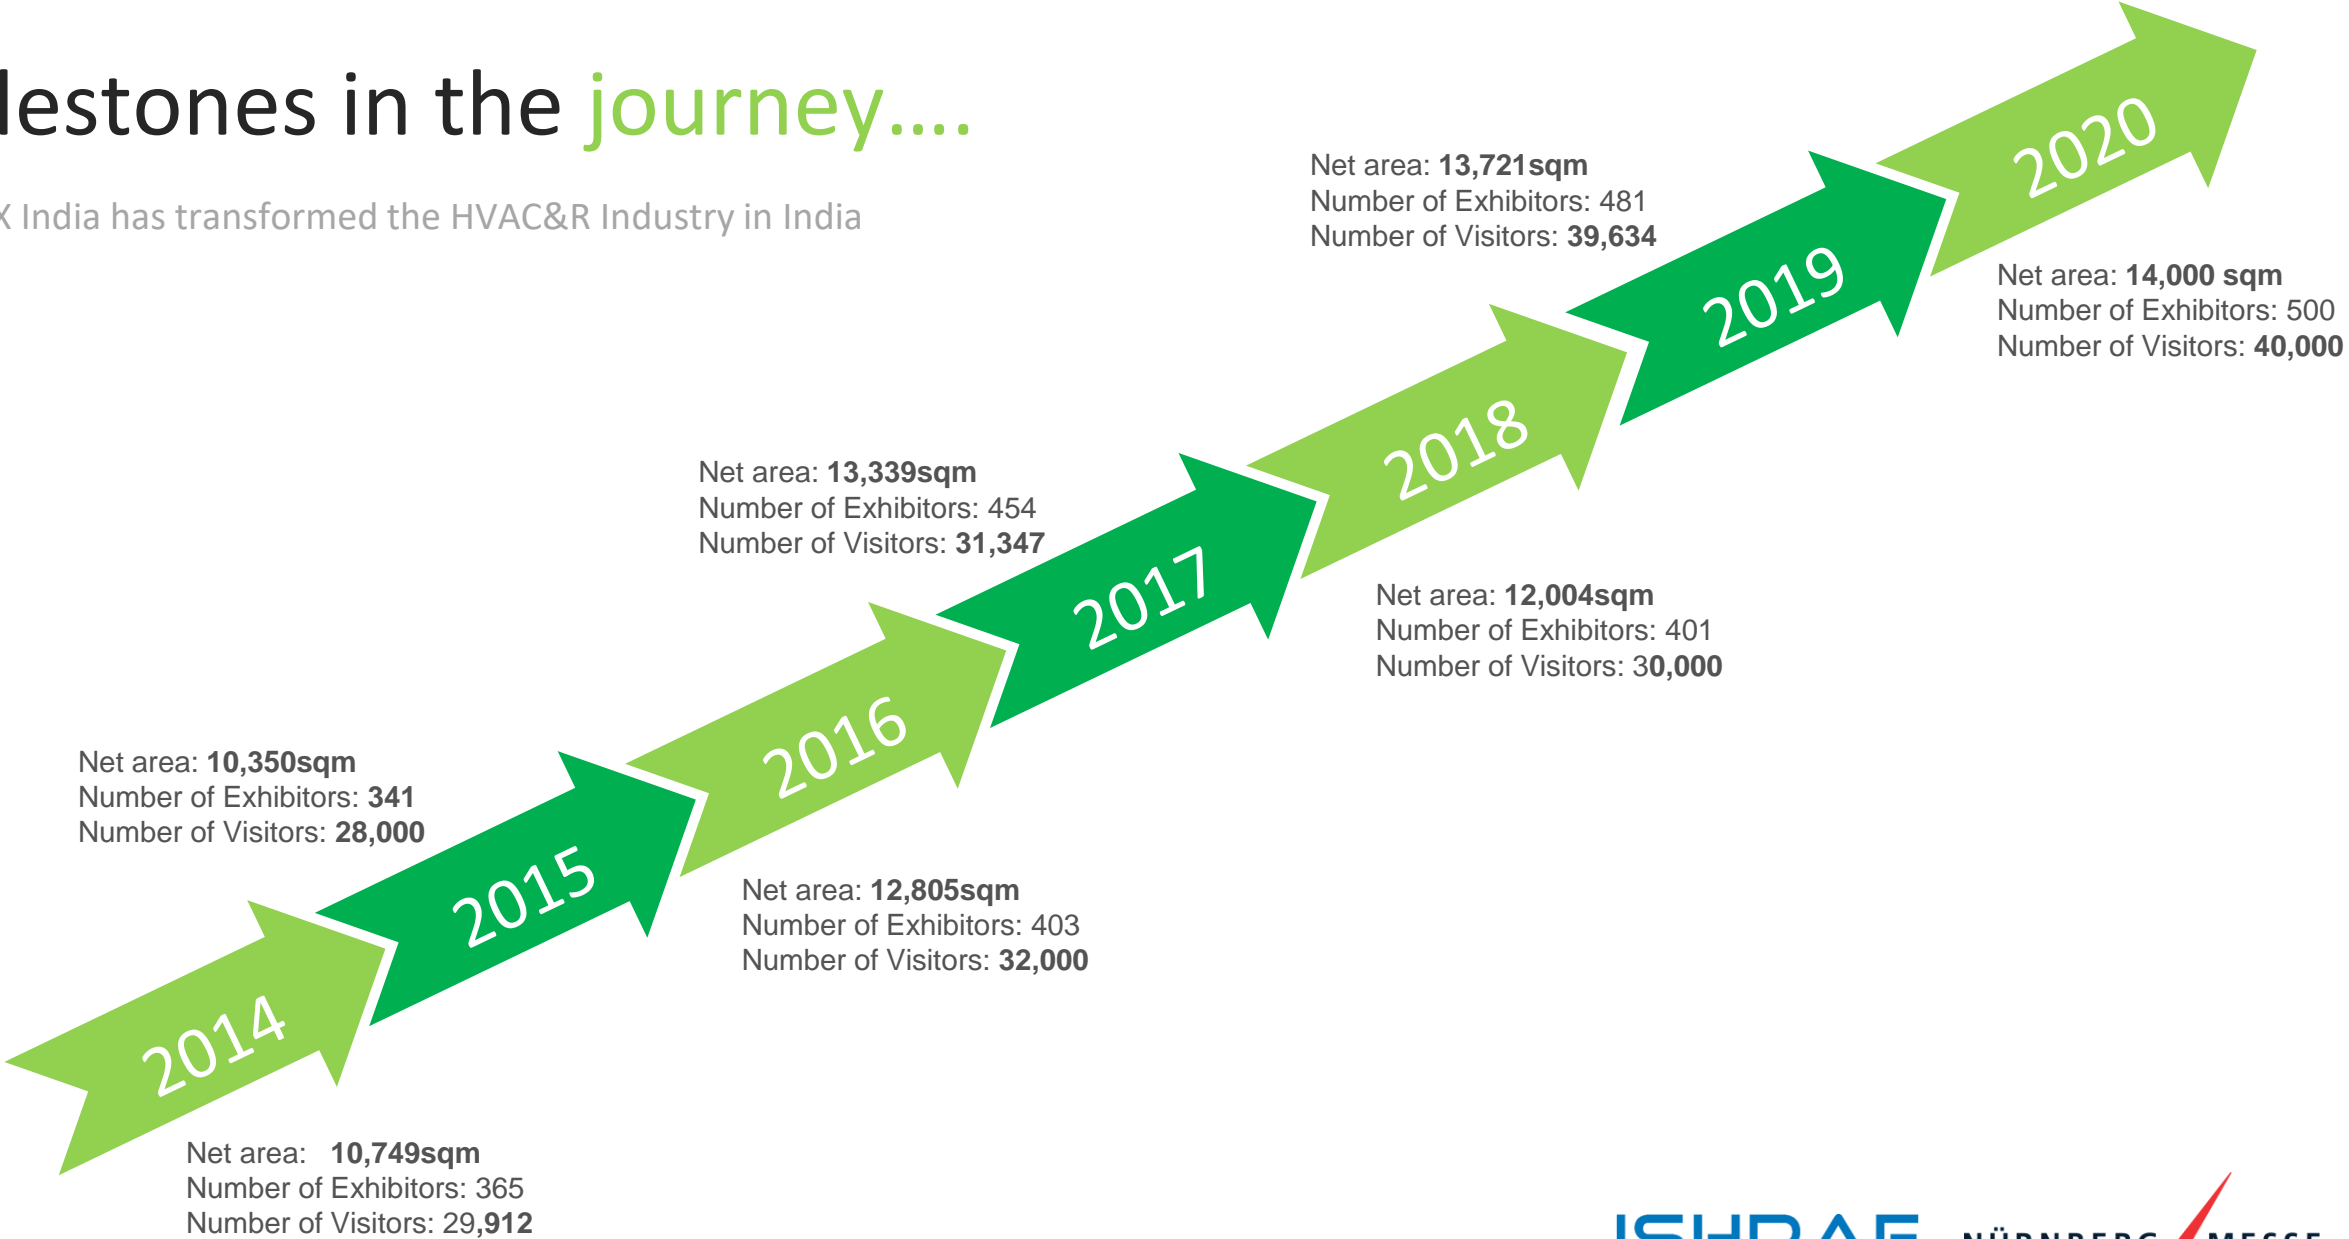 lestones in the journey....
X India has transformed the HVAC&R Industry in India
2020
Net area: 13,721sqm
Number of Exhibitors: 481
Number of Visitors: 39,634
2019
Net area: 14,000 sqm
Number of Exhibitors: 500
Number of Visitors: 40,000
2018
Net area: 13,339sqm
Number of Exhibitors: 454
Number of Visitors: 31,347
2017
Net area: 12,004sqm
Number of Exhibitors: 401
Number of Visitors: 30,000
2016
Net area: 10,350sqm
Number of Exhibitors: 341
Number of Visitors: 28,000
2015
Net area: 12,805sqm
Number of Exhibitors: 403
Number of Visitors: 32,000
2014
Net area: 10,749sqm
Number of Exhibitors: 365
Number of Visitors: 29,912
ISHRAE
NÜRNBERG MESSE